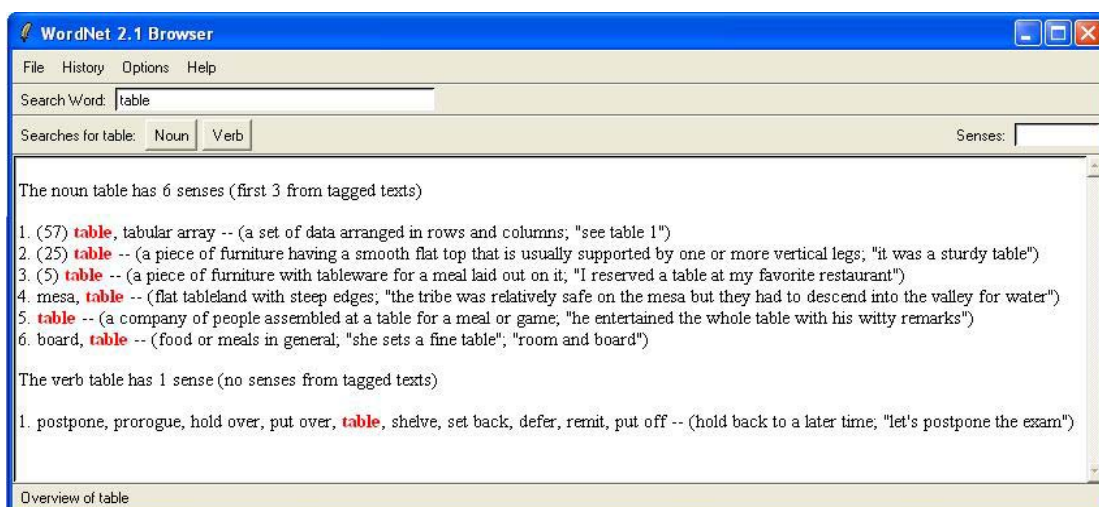 WordNet 2.1 Browser
File History Options Help
Search Word: table
Searches for table: Noun Verb Senses:
The noun table has 6 senses (first 3 from tagged texts)
1. (57) table, tabular array -- (a set of data arranged in rows and columns; "see table 1")
2. (25) table -- (a piece of furniture having a smooth flat top that is usually supported by one or more vertical legs; "it was a sturdy table")
3. (5) table -- (a piece of furniture with tableware for a meal laid out on it; "I reserved a table at my favorite restaurant")
4. mesa, table -- (flat tableland with steep edges; "the tribe was relatively safe on the mesa but they had to descend into the valley for water")
5. table -- (a company of people assembled at a table for a meal or game; "he entertained the whole table with his witty remarks")
6. board, table -- (food or meals in general; "she sets a fine table"; "room and board")
The verb table has 1 sense (no senses from tagged texts)
1. postpone, prorogue, hold over, put over, table, shelve, set back, defer, remit, put off -- (hold back to a later time; "let's postpone the exam")
Overview of table